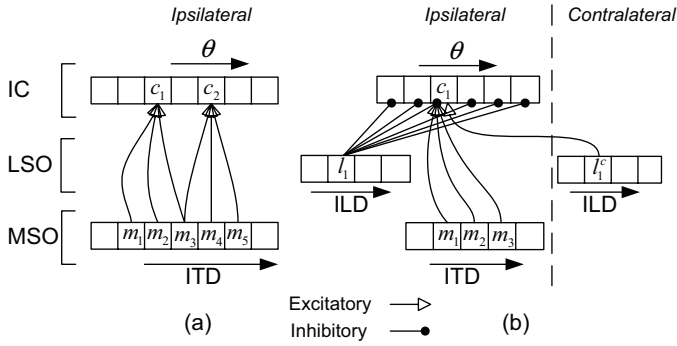 Ipsilateral
Ipsilateral
Contralateral
θ
θ
IC
c₁
c₂
c₁
LSO
l₁
l₁ᶜ
ILD
ILD
MSO
m₁ m₂ m₃ m₄ m₅
m₁ m₂ m₃
ITD
ITD
Excitatory
Inhibitory
(a)
(b)